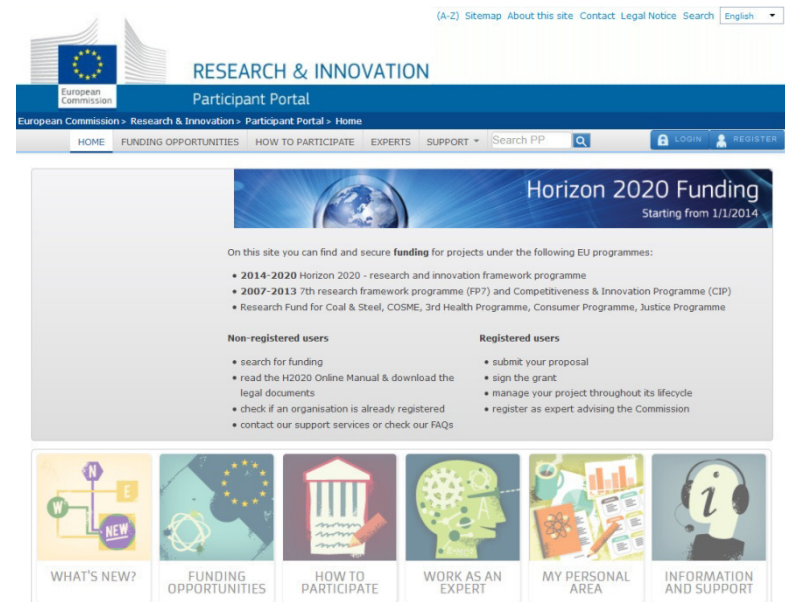 (A-Z) Sitemap About this site Contact Legal Notice Search English
European
Commission
RESEARCH & INNOVATION
Participant Portal
European Commission > Research & Innovation > Participant Portal > Home
HOME FUNDING OPPORTUNITIES HOW TO PARTICIPATE EXPERTS SUPPORT Search PP LOGIN REGISTER
Horizon 2020 Funding
Starting from 1/1/2014
On this site you can find and secure funding for projects under the following EU programmes:
• 2014-2020 Horizon 2020 - research and innovation framework programme
• 2007-2013 7th research framework programme (FP7) and Competitiveness & Innovation Programme (CIP)
• Research Fund for Coal & Steel, COSME, 3rd Health Programme, Consumer Programme, Justice Programme
Non-registered users
• search for funding
• read the H2020 Online Manual & download the
legal documents
• check if an organisation is already registered
• contact our support services or check our FAQs
Registered users
• submit your proposal
• sign the grant
• manage your project throughout its lifecycle
• register as expert advising the Commission
N
W
E
NEW
i
WHAT'S NEW?
FUNDING
OPPORTUNITIES
HOW TO
PARTICIPATE
WORK AS AN
EXPERT
MY PERSONAL
AREA
INFORMATION
AND SUPPORT